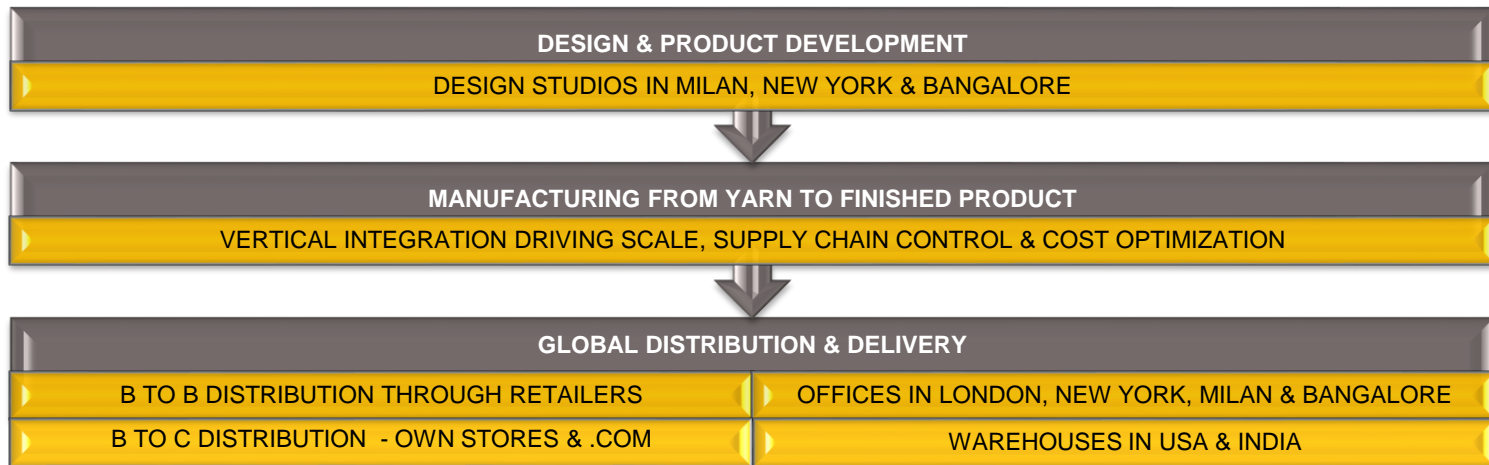 DESIGN & PRODUCT DEVELOPMENT
DESIGN STUDIOS IN MILAN, NEW YORK & BANGALORE
MANUFACTURING FROM YARN TO FINISHED PRODUCT
VERTICAL INTEGRATION DRIVING SCALE, SUPPLY CHAIN CONTROL & COST OPTIMIZATION
GLOBAL DISTRIBUTION & DELIVERY
B TO B DISTRIBUTION THROUGH RETAILERS
OFFICES IN LONDON, NEW YORK, MILAN & BANGALORE
B TO C DISTRIBUTION - OWN STORES & .COM
WAREHOUSES IN USA & INDIA